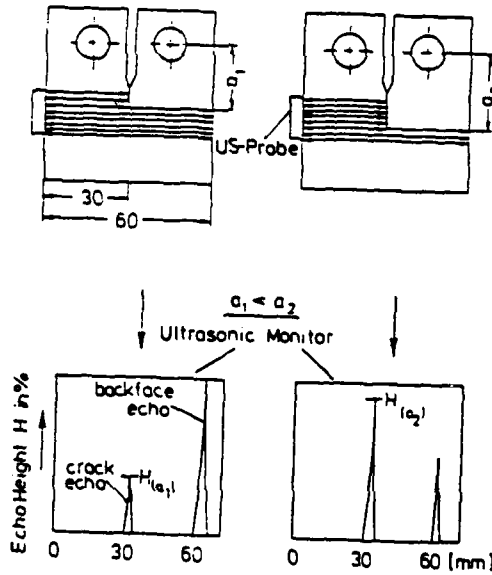 a₁
a
US-Probe
30
60
a₁ < a₂
Ultrasonic Monitor
Echo Height H in %
backface
echo
crack
echo
H(a₁)
H(a₂)
0 30 60
0 30 60 [mm]